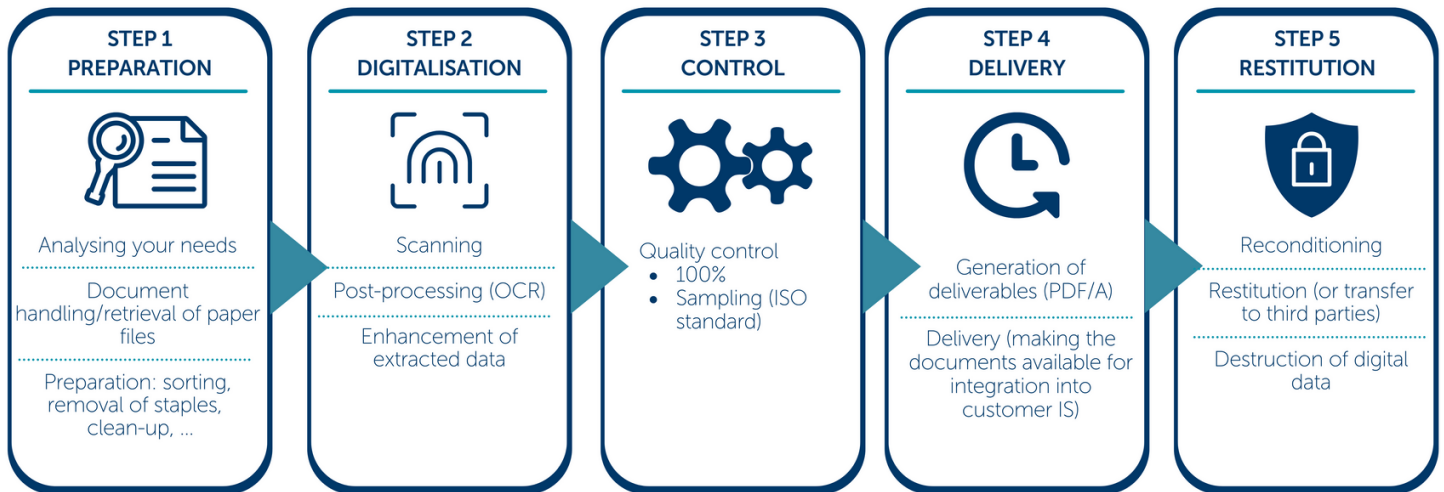 STEP 1
PREPARATION
Analysing your needs
Document
handling/retrieval of paper
files
Preparation: sorting,
removal of staples,
clean-up, ...
STEP 2
DIGITALISATION
Scanning
Post-processing (OCR)
Enhancement of
extracted data
STEP 3
CONTROL
Quality control
• 100%
• Sampling (ISO
standard)
STEP 4
DELIVERY
Generation of
deliverables (PDF/A)
Delivery (making the
documents available for
integration into
customer IS)
STEP 5
RESTITUTION
Reconditioning
Restitution (or transfer
to third parties)
Destruction of digital
data